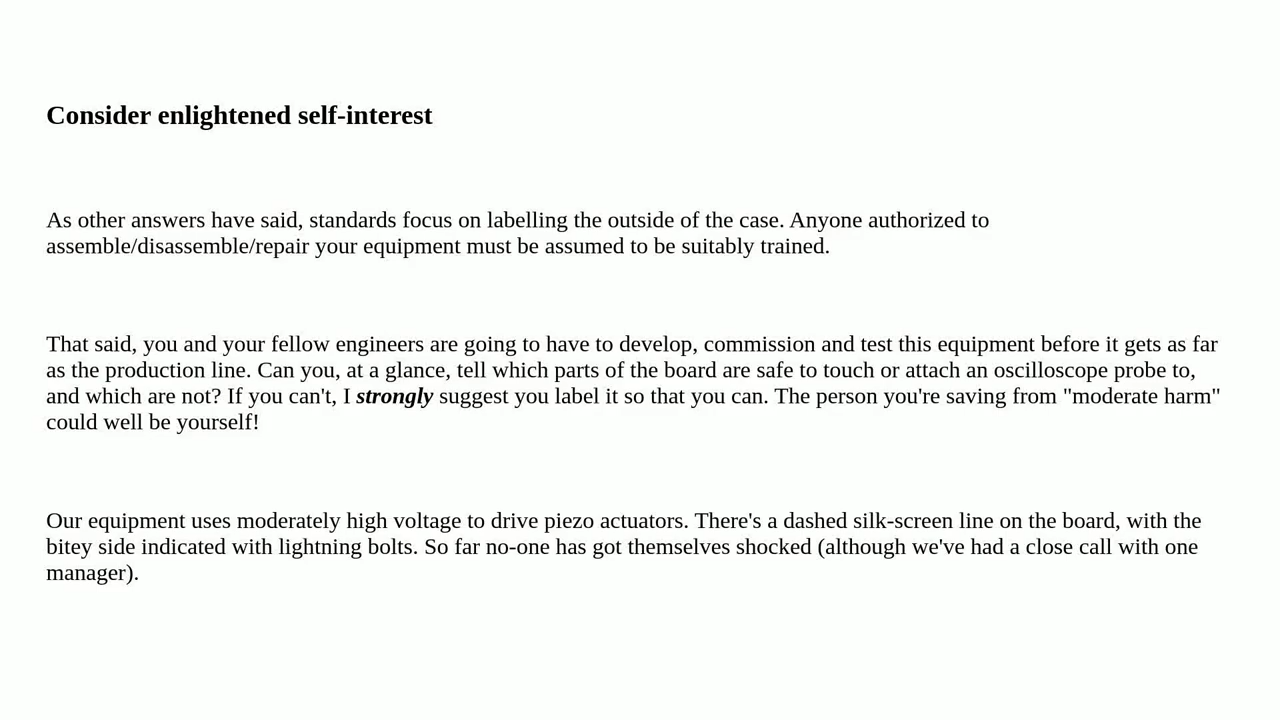 Consider enlightened self-interest
As other answers have said, standards focus on labelling the outside of the case. Anyone authorized to
assemble/disassemble/repair your equipment must be assumed to be suitably trained.
That said, you and your fellow engineers are going to have to develop, commission and test this equipment before it gets as far
as the production line. Can you, at a glance, tell which parts of the board are safe to touch or attach an oscilloscope probe to,
and which are not? If you can't, I strongly suggest you label it so that you can. The person you're saving from "moderate harm"
could well be yourself!
Our equipment uses moderately high voltage to drive piezo actuators. There's a dashed silk-screen line on the board, with the
bitey side indicated with lightning bolts. So far no-one has got themselves shocked (although we've had a close call with one
manager).